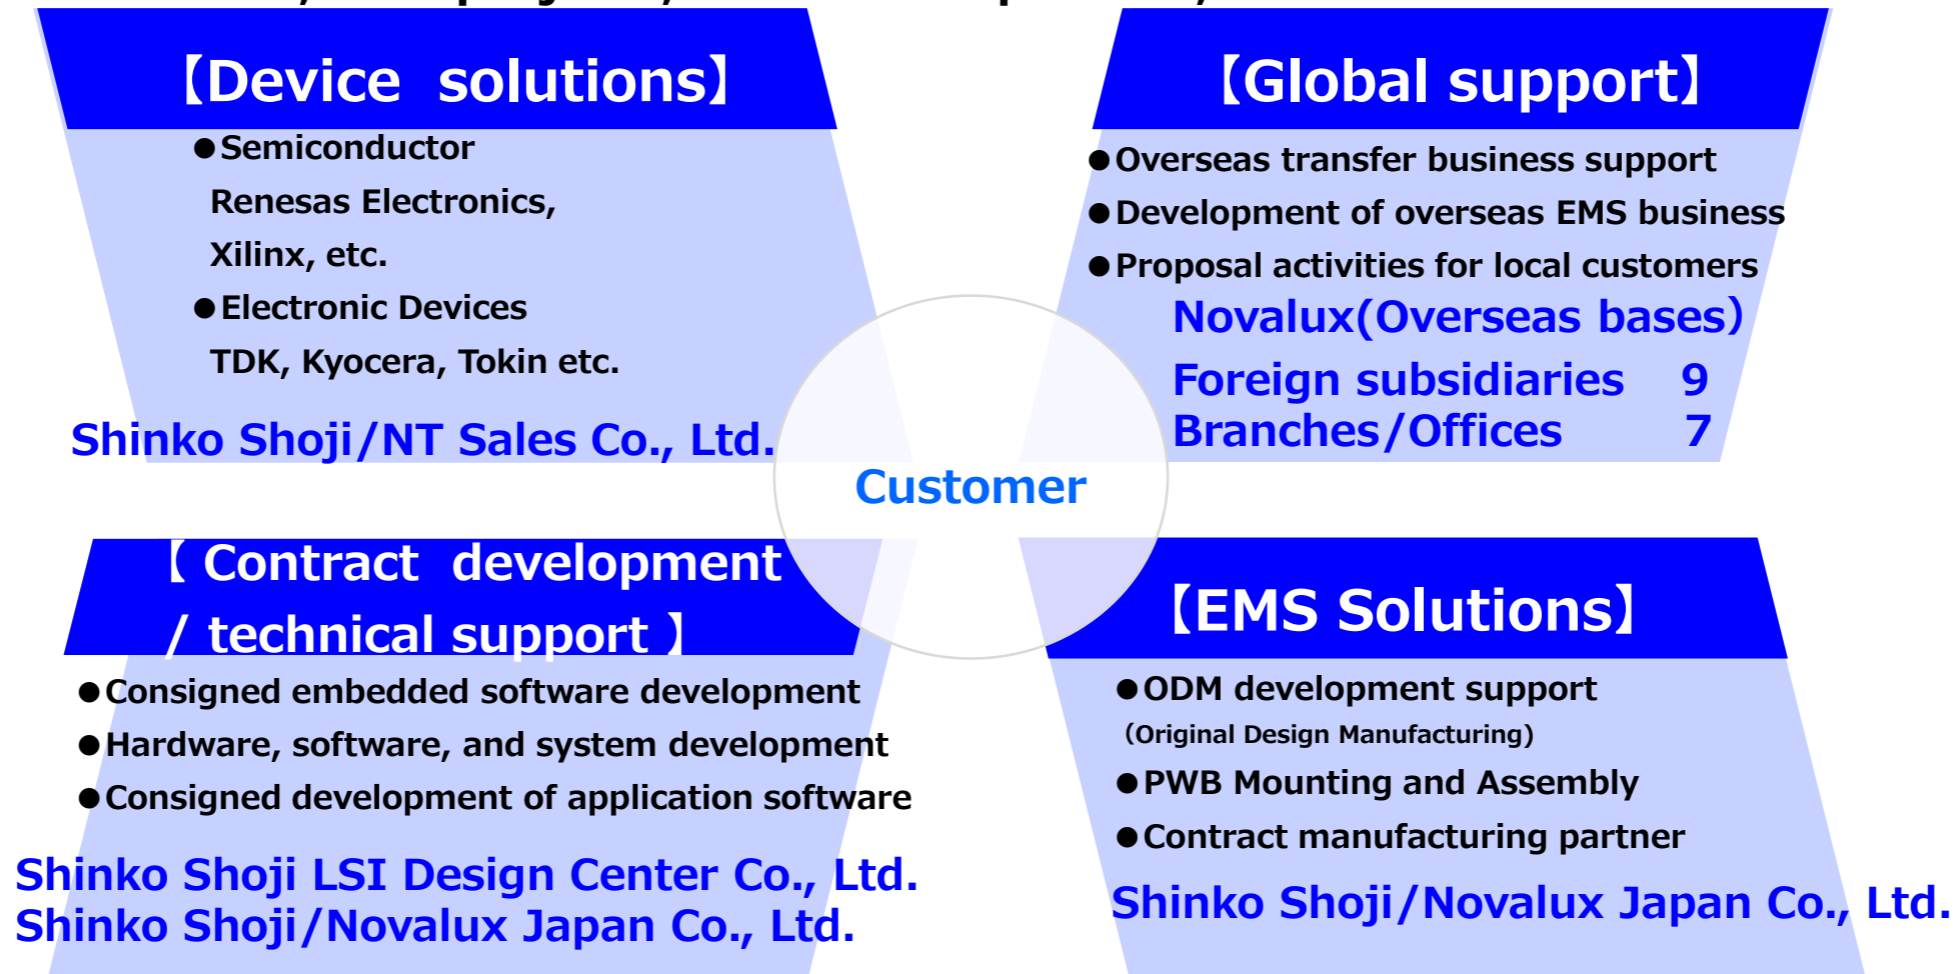 【Device solutions】
●Semiconductor
Renesas Electronics,
Xilinx, etc.
●Electronic Devices
TDK, Kyocera, Tokin etc.
Shinko Shoji/NT Sales Co., Ltd.
【Global support】
●Overseas transfer business support
●Development of overseas EMS business
●Proposal activities for local customers
Novalux(Overseas bases）
Foreign subsidiaries 9
Branches/Offices 7
Customer
【 Contract development
/ technical support 】
●Consigned embedded software development
●Hardware, software, and system development
●Consigned development of application software
Shinko Shoji LSI Design Center Co., Ltd.
Shinko Shoji/Novalux Japan Co., Ltd.
【EMS Solutions】
●ODM development support
（Original Design Manufacturing)
●PWB Mounting and Assembly
●Contract manufacturing partner
Shinko Shoji/Novalux Japan Co., Ltd.